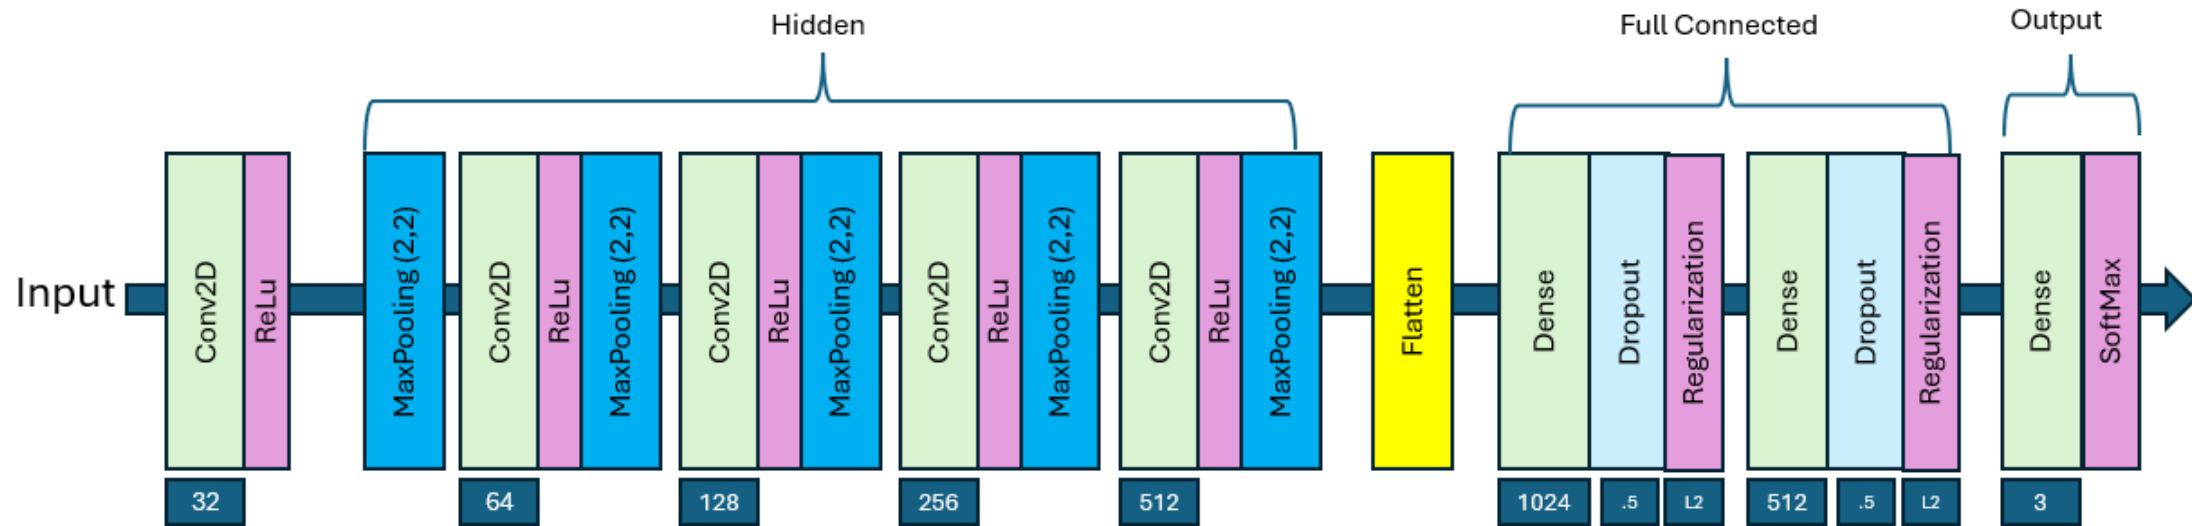 Hidden
Full Connected
Output
Input
Conv2D
ReLu
MaxPooling (2,2)
Conv2D
ReLu
MaxPooling (2,2)
Conv2D
ReLu
MaxPooling (2,2)
Conv2D
ReLu
MaxPooling (2,2)
Conv2D
ReLu
MaxPooling (2,2)
Flatten
Dense
Dropout
Regularization
Dense
Dropout
Regularization
Dense
SoftMax
32
64
128
256
512
1024
.5
L2
512
.5
L2
3